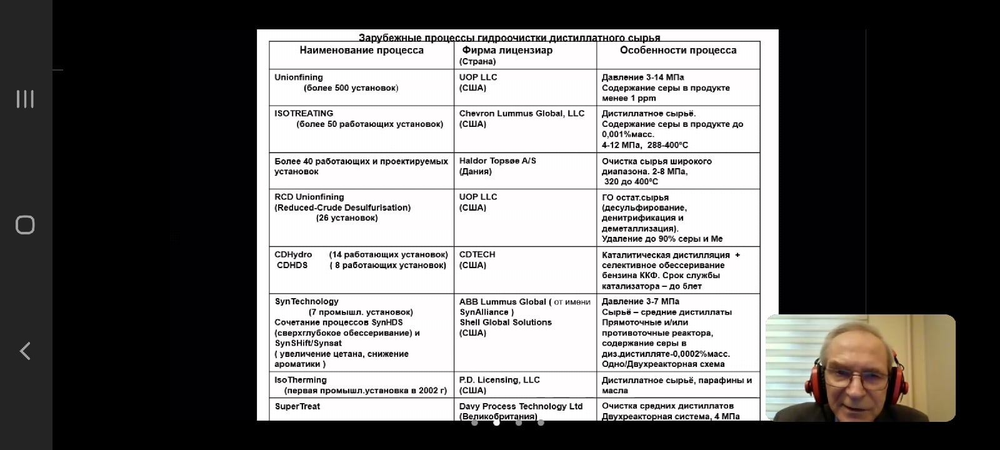 Зарубежные процессы гидроочистки дистиллатного сырья
Наименование процесса
Фирма лицензиар
(Страна)
Особенности процесса
Unionfining
(более 500 установок)
UOP LLC
(США)
Давление 3-14 МПа
Содержание серы в продукте
менее 1 ppm
ISOTREATING
(более 50 работающих установок)
Chevron Lummus Global, LLC
(США)
Дистиллатное сырьё.
Содержание серы в продукте до
0,001%масс.
4-12 МПа, 288-400ºС
Более 40 работающих и проектируемых
установок
Haldor Topsøe A/S
(Дания)
Очистка сырья широкого
диапазона. 2-8 МПа,
320 до 400ºС
RCD Unionfining
(Reduced-Crude Desulfurisation)
(26 установок)
UOP LLC
(США)
ГО остат.сырья
(десульфирование,
денитрификация и
деметаллизация).
Удаление до 90% серы и Ме
CDHydro (14 работающих установок)
CDHDS ( 8 работающих установок)
CDTECH
(США)
Каталитическая дистилляция +
селективное обессеривание
бензина ККФ. Срок службы
катализатора – до 5лет
SynTechnology
(7 промышл. установок)
Сочетание процессов SynHDS
(сверхглубокое обессеривание) и
SynSHift/Synsat
( увеличение цетана, снижение
ароматики )
ABB Lummus Global ( от имени
SynAlliance )
Shell Global Solutions
(США)
Давление 3-7 МПа
Сырьё – средние дистиллаты
Прямоточные и/или
противоточные реактора,
содержание серы в
диз.дистилляте-0,0002%масс.
Одно/Двухреакторная схема
IsoTherming
(первая промышл.установка в 2002 г)
P.D. Licensing, LLC
(США)
Дистиллатное сырьё, парафины и
масла
SuperTreat
Davy Process Technology Ltd
(Великобритания)
Очистка средних дистиллатов
Двухреакторная система, 4 МПа